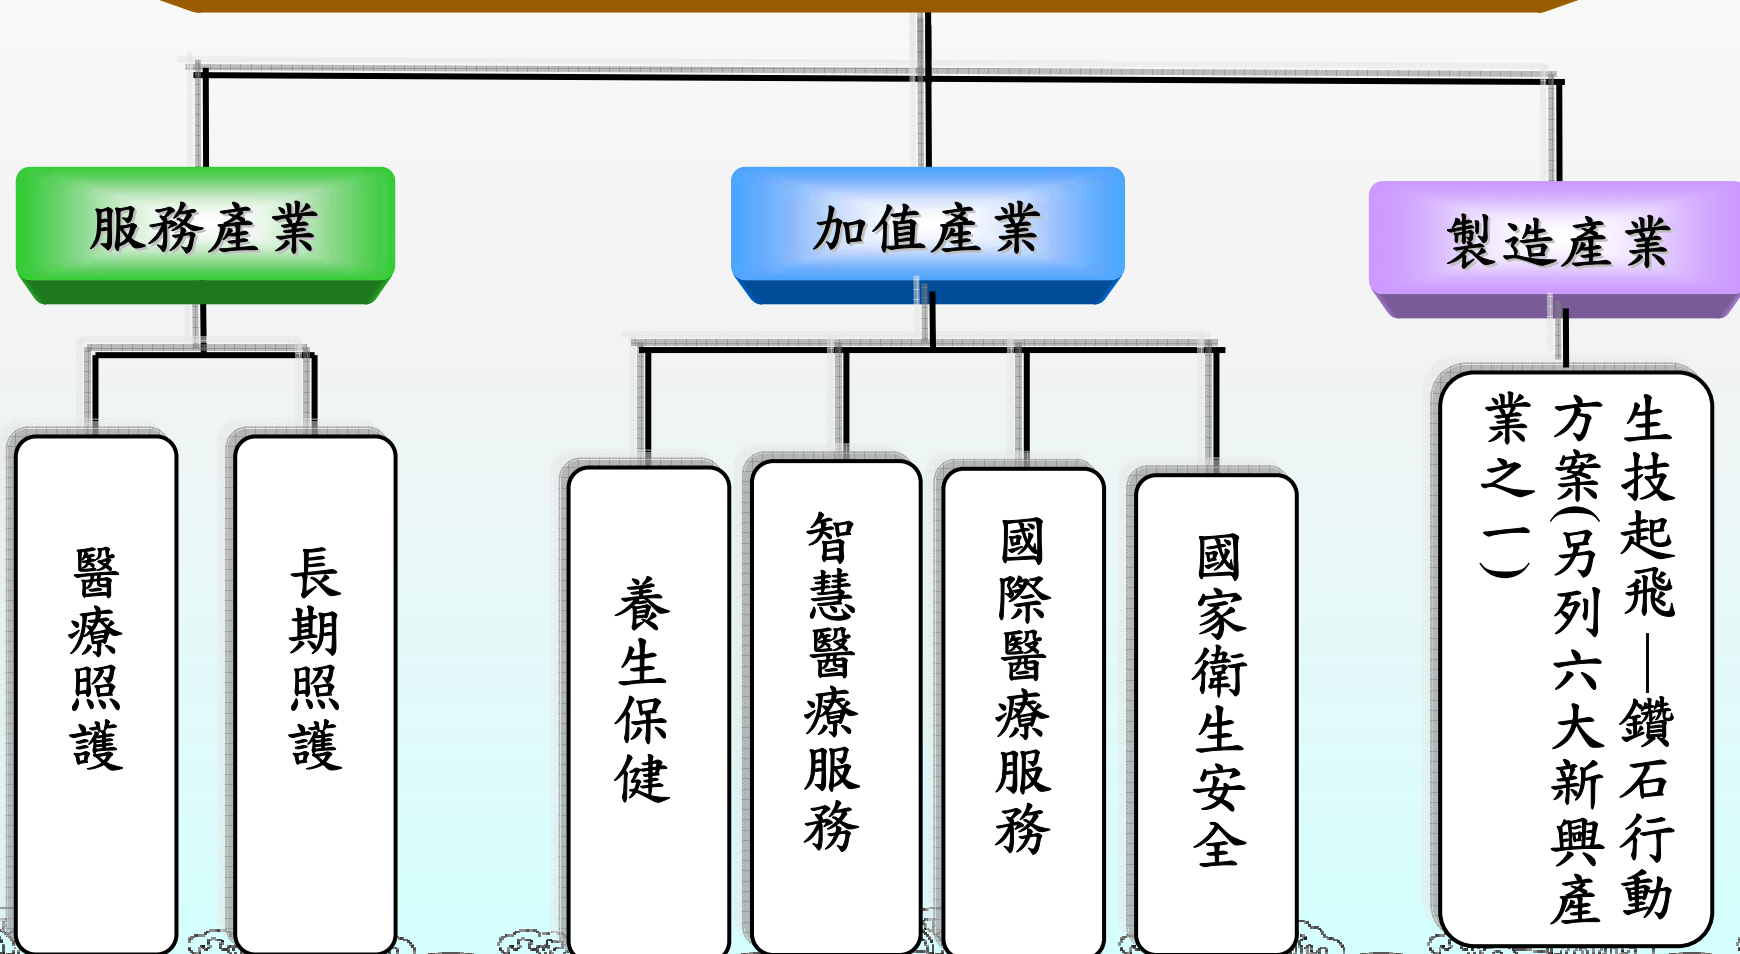 服務產業
加值產業
製造產業
醫療照護
長期照護
養生保健
智慧醫療服務
國際醫療服務
國家衛生安全
生技起飛—鑽石行動
方案(另列六大新興產
業之一)